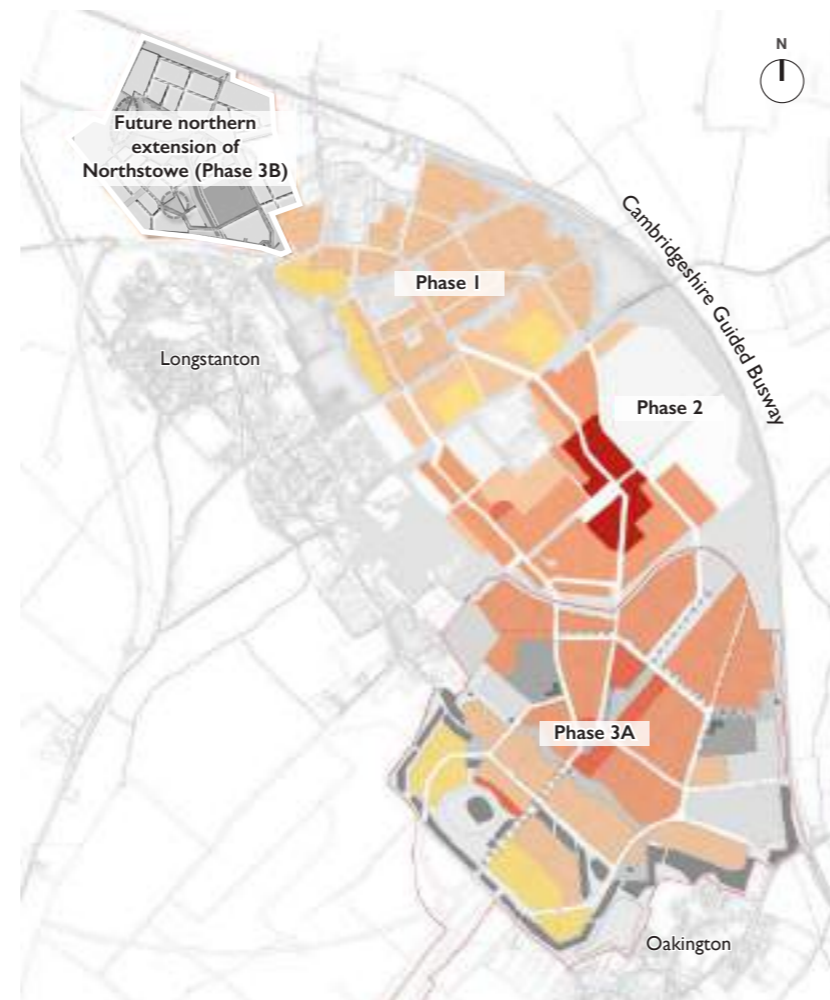 N
Future northern
extension of
Northstowe (Phase 3B)
Cambridgeshire Guided Busway
Phase 1
Longstanton
Phase 2
Phase 3A
Oakington